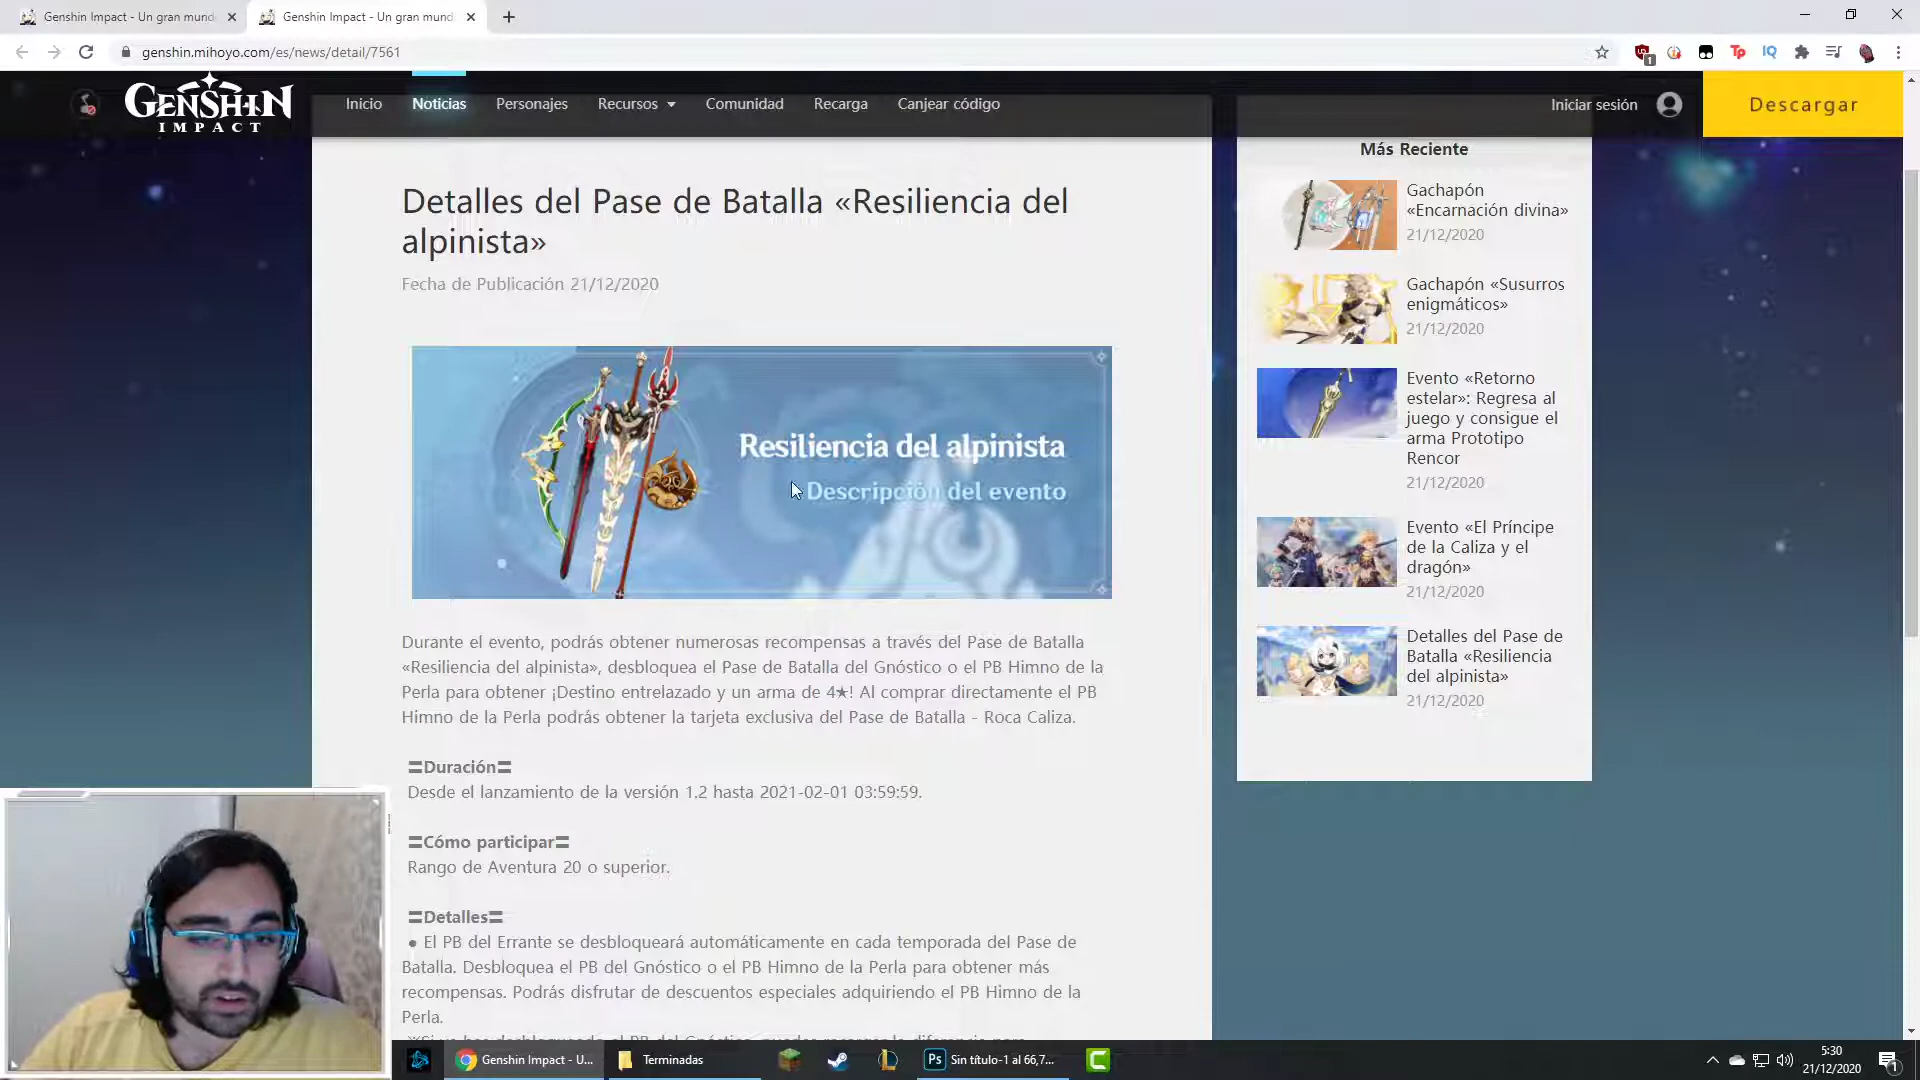 Genshin Impact - Un gran mund
Genshin Impact - Un gran mund
genshin.mihoyo.com/es/news/detail/7561
1
Tp
IQ
GENSHIN
IMPACT
Inicio
Noticias
Personajes
Recursos
Comunidad
Recarga
Canjear código
Iniciar sesión
Descargar
Detalles del Pase de Batalla «Resiliencia del
alpinista»
Fecha de Publicación 21/12/2020
Resiliencia del alpinista
Descripción del evento
Durante el evento, podrás obtener numerosas recompensas a través del Pase de Batalla
«Resiliencia del alpinista», desbloquea el Pase de Batalla del Gnóstico o el PB Himno de la
Perla para obtener ¡Destino entrelazado y un arma de 4★! Al comprar directamente el PB
Himno de la Perla podrás obtener la tarjeta exclusiva del Pase de Batalla - Roca Caliza.
〓Duración〓
Desde el lanzamiento de la versión 1.2 hasta 2021-02-01 03:59:59.
〓Cómo participar〓
Rango de Aventura 20 o superior.
〓Detalles〓
● El PB del Errante se desbloqueará automáticamente en cada temporada del Pase de
Batalla. Desbloquea el PB del Gnóstico o el PB Himno de la Perla para obtener más
recompensas. Podrás disfrutar de descuentos especiales adquiriendo el PB Himno de la
Perla.
Más Reciente
Gachapón
«Encarnación divina»
21/12/2020
Gachapón «Susurros
enigmáticos»
21/12/2020
Evento «Retorno
estelar»: Regresa al
juego y consigue el
arma Prototipo
Rencor
21/12/2020
Evento «El Príncipe
de la Caliza y el
dragón»
21/12/2020
Detalles del Pase de
Batalla «Resiliencia
del alpinista»
21/12/2020
Genshin Impact - U...
Terminadas
Ps
Sin título-1 al 66,7...
5:30
21/12/2020
1